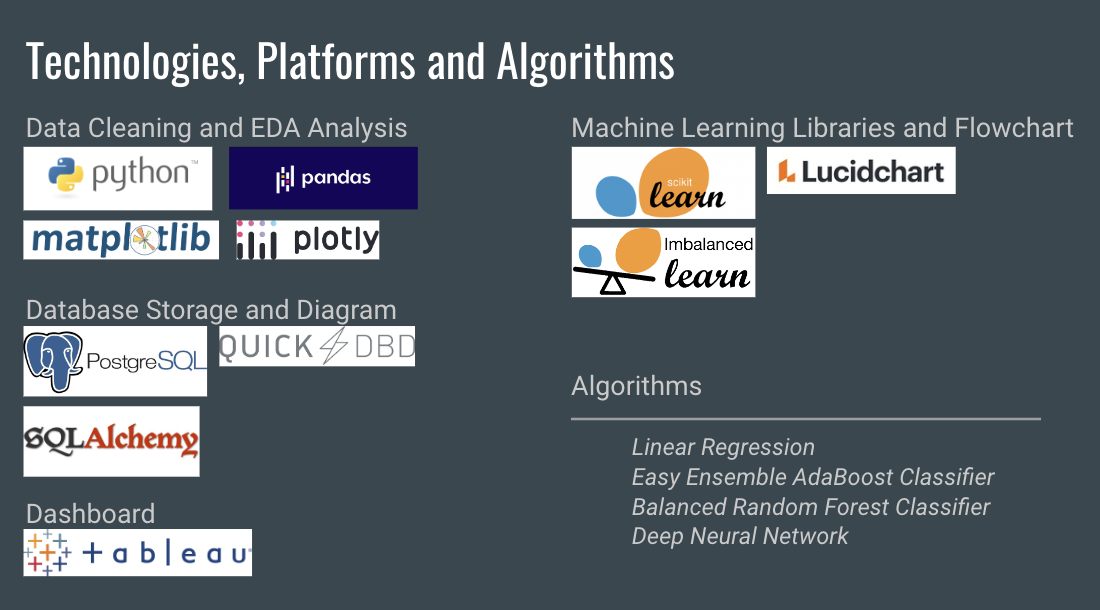 Technologies, Platforms and Algorithms
Data Cleaning and EDA Analysis
python™
pandas
matplotlib
plotly
Database Storage and Diagram
PostgreSQL
QUICK DBD
SQLAlchemy
Dashboard
+ableau
Machine Learning Libraries and Flowchart
scikit
learn
Lucidchart
Imbalanced
learn
Algorithms
Linear Regression
Easy Ensemble AdaBoost Classifier
Balanced Random Forest Classifier
Deep Neural Network